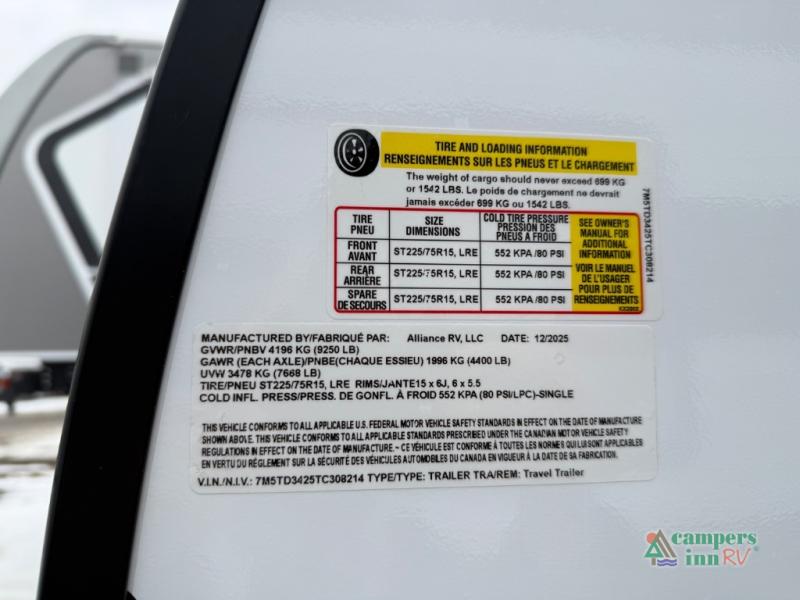 TIRE AND LOADING INFORMATION
RENSEIGNEMENTS SUR LES PNEUS ET LE CHARGEMENT
The weight of cargo should never exceed 699 KG
or 1542 LBS. Le poids de chargement ne devrait
jamais excéder 699 KG ou 1542 LBS.
TIRE PNEU
SIZE DIMENSIONS
COLD TIRE PRESSURE PRESSION DES PNEUS A FROID
SEE OWNER'S MANUAL FOR ADDITIONAL INFORMATION
VOIR LE MANUEL DE L'USAGER POUR PLUS DE RENSEIGNEMENTS
FRONT AVANT ST225/75R15, LRE 552 KPA /80 PSI
REAR ARRIÈRE ST225/75R15, LRE 552 KPA /80 PSI
SPARE DE SECOURS ST225/75R15, LRE 552 KPA /80 PSI
7M5TD3425TC308214
MANUFACTURED BY/FABRIQUÉ PAR: Alliance RV, LLC DATE: 12/2025
GVWR/PNBV 4196 KG (9250 LB)
GAWR (EACH AXLE)/PNBE(CHAQUE ESSIEU) 1996 KG (4400 LB)
UVW 3478 KG (7668 LB)
TIRE/PNEU ST225/75R15, LRE RIMS/JANTE15 x 6J, 6 x 5.5
COLD INFL. PRESS/PRESS. DE GONFL. À FROID 552 KPA (80 PSI/LPC)-SINGLE
THIS VEHICLE CONFORMS TO ALL APPLICABLE U.S. FEDERAL MOTOR VEHICLE SAFETY STANDARDS IN EFFECT ON THE DATE OF MANUFACTURE
SHOWN ABOVE. THIS VEHICLE CONFORMS TO ALL APPLICABLE STANDARDS PRESCRIBED UNDER THE CANADIAN MOTOR VEHICLE SAFETY
REGULATIONS IN EFFECT ON THE DATE OF MANUFACTURE. – CE VÉHICULE EST CONFORME À TOUTES LES NORMES QUI LUI SONT APPLICABLES
EN VERTU DU RÈGLEMENT SUR LA SÉCURITÉ DES VÉHICULES AUTOMOBILES DU CANADA EN VIGUEUR À LA DATE DE SA FABRICATION.
V.I.N./N.I.V.: 7M5TD3425TC308214 TYPE/TYPE: TRAILER TRA/REM: Travel Trailer
campers
inn RV